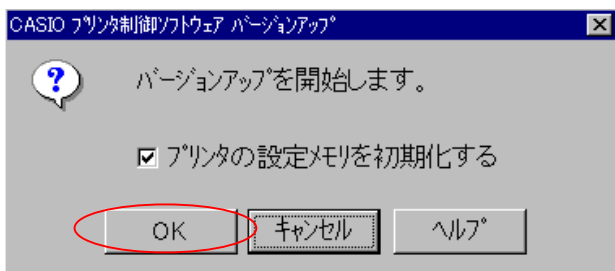 CASIO ﾌﾟﾘﾝﾀ制御ｿﾌﾄｳｪｱ ﾊﾞｰｼﾞｮﾝｱｯﾌﾟ
ﾊﾞｰｼﾞｮﾝｱｯﾌﾟを開始します。
ﾌﾟﾘﾝﾀの設定ﾒﾓﾘを初期化する
OK ｷｬﾝｾﾙ ﾍﾙﾌﾟ